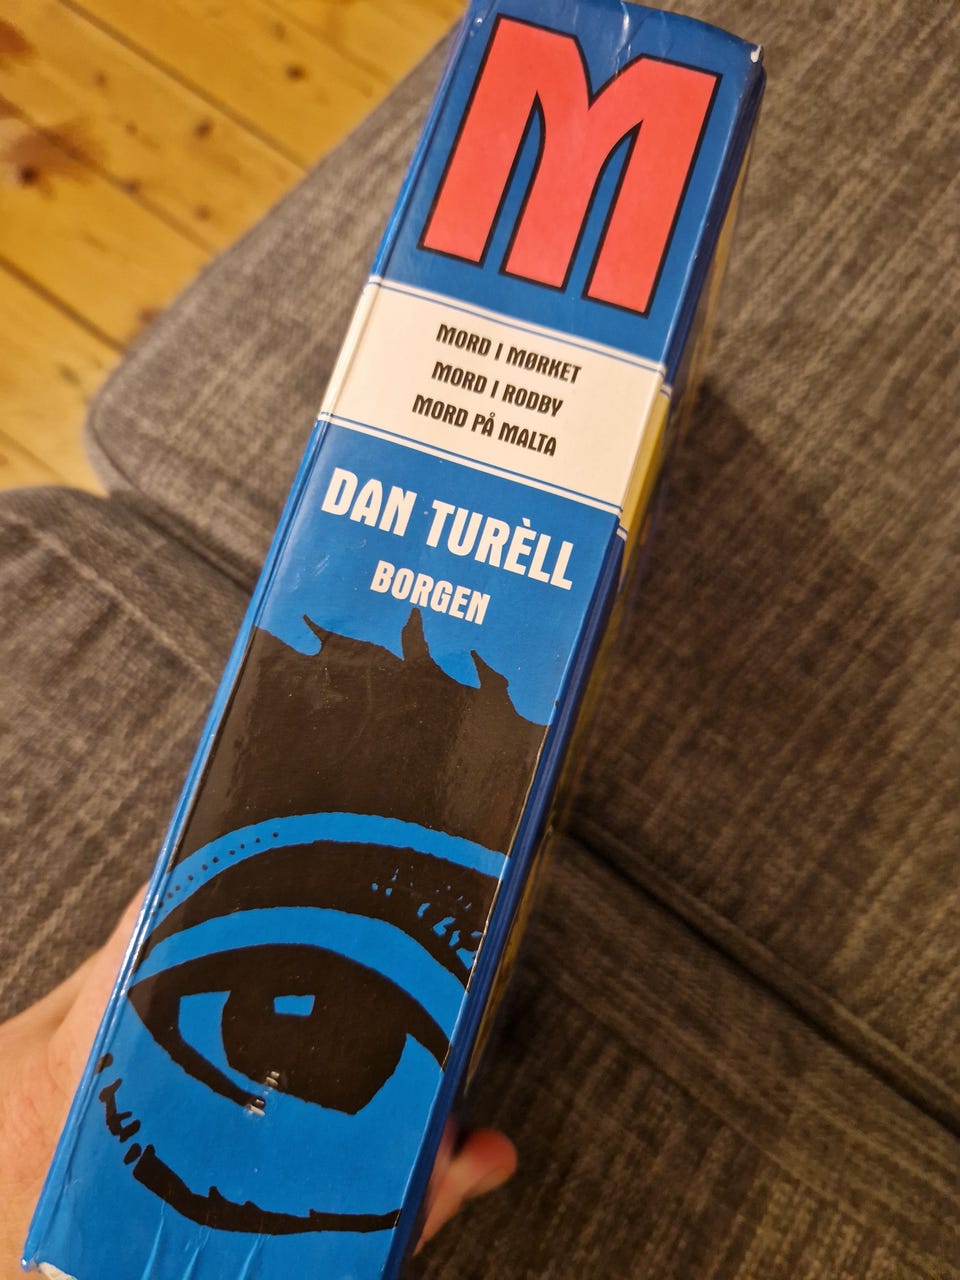 M
MORD I MØRKET
MORD I RODBY
MORD PÅ MALTA
DAN TURÈLL
BORGEN